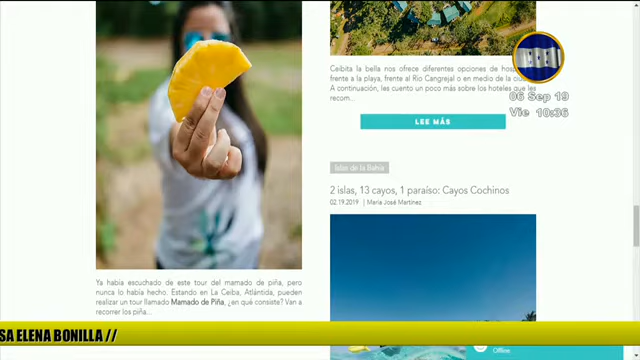 Ceibita la bella nos ofrece diferentes opciones de
frente a la playa, frente al Río Cangrejal o en medio de la
A continuación, les cuento un poco más sobre los hoteles que les
recom...
06 Sep 19
Vie 10:36
LEE MÁS
Islas de la Bahía
2 islas, 13 cayos, 1 paraíso: Cayos Cochinos
02.19.2019 | María José Martínez
Ya había escuchado de este tour del mamado de piña, pero
nunca lo había hecho. Estando en La Ceiba, Atlántida, pueden
realizar un tour llamado Mamado de Piña, ¿en qué consiste? Van a
recorrer los piña...
SA ELENA BONILLA //
Offline